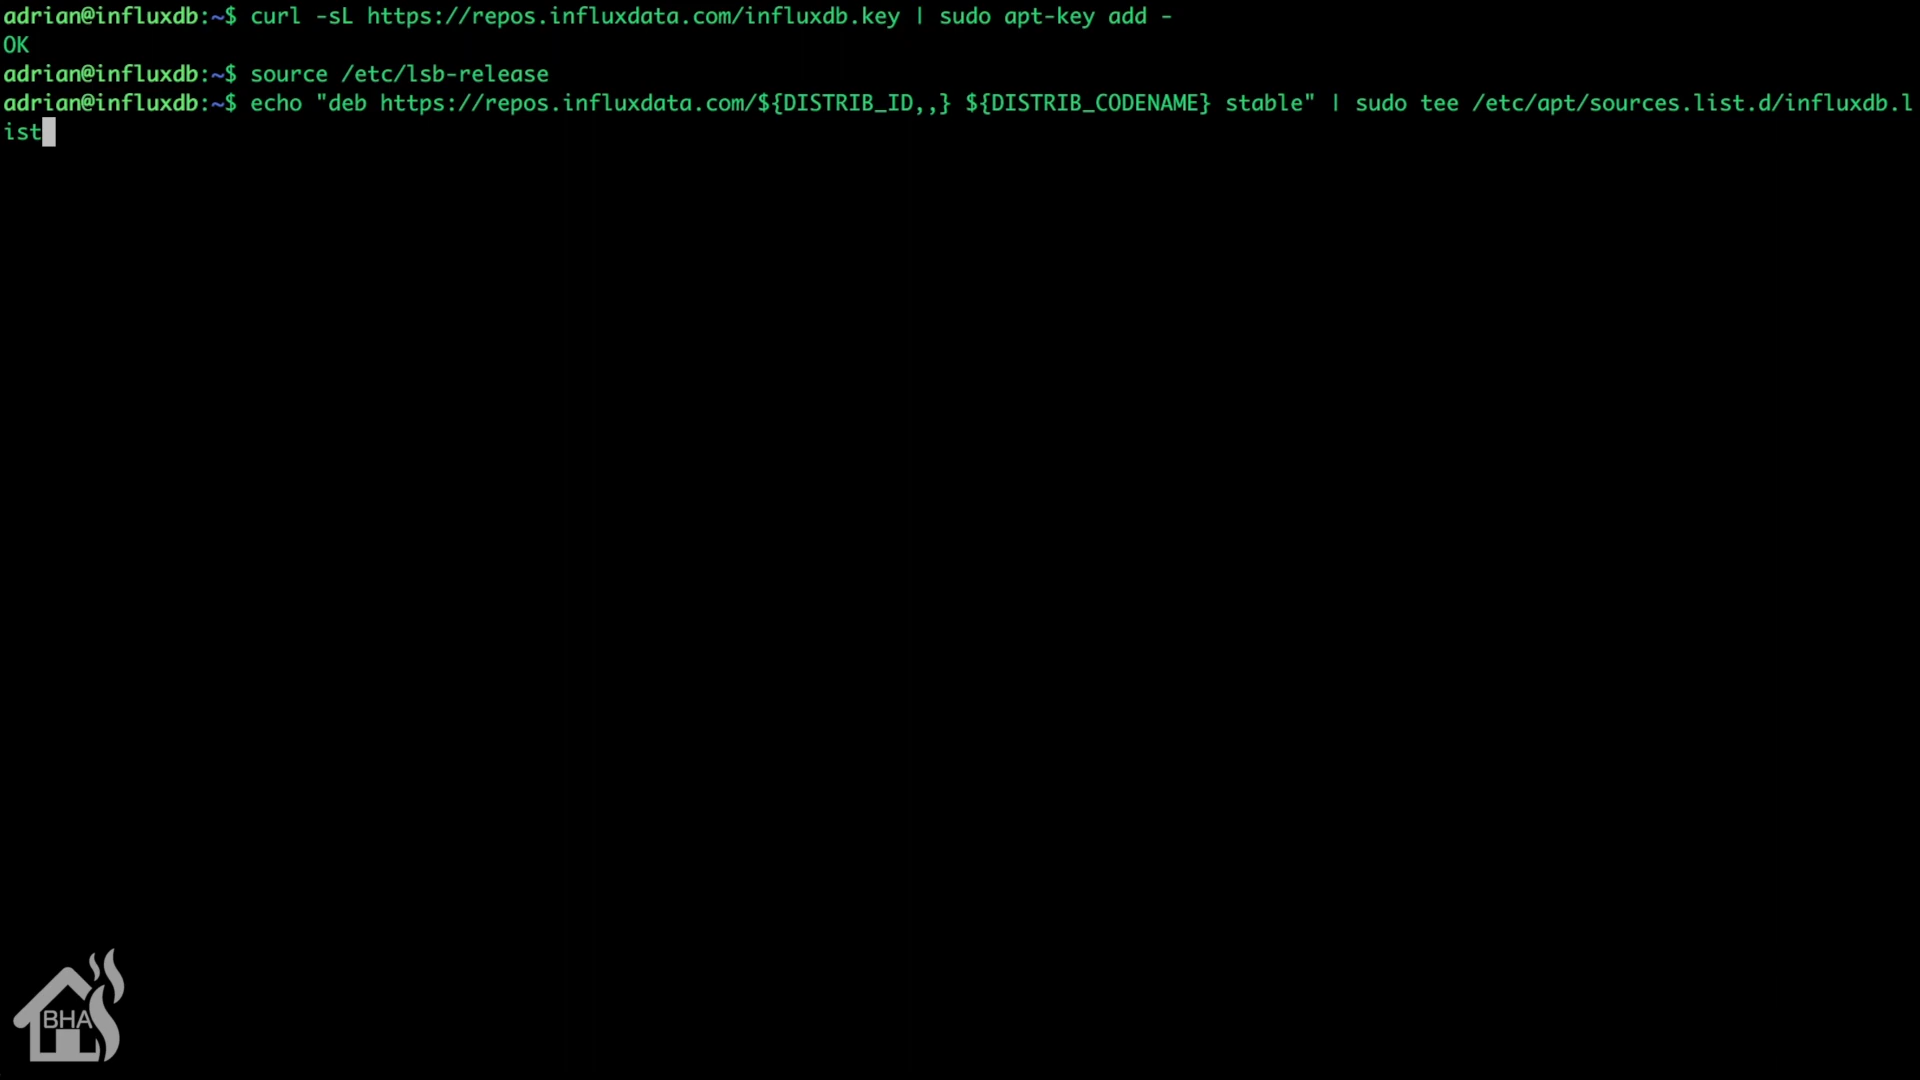 adrian@influxdb:~$ curl -sL https://repos.influxdata.com/influxdb.key | sudo apt-key add -
OK
adrian@influxdb:~$ source /etc/lsb-release
adrian@influxdb:~$ echo "deb https://repos.influxdata.com/${DISTRIB_ID,,} ${DISTRIB_CODENAME} stable" | sudo tee /etc/apt/sources.list.d/influxdb.l
ist
BHA